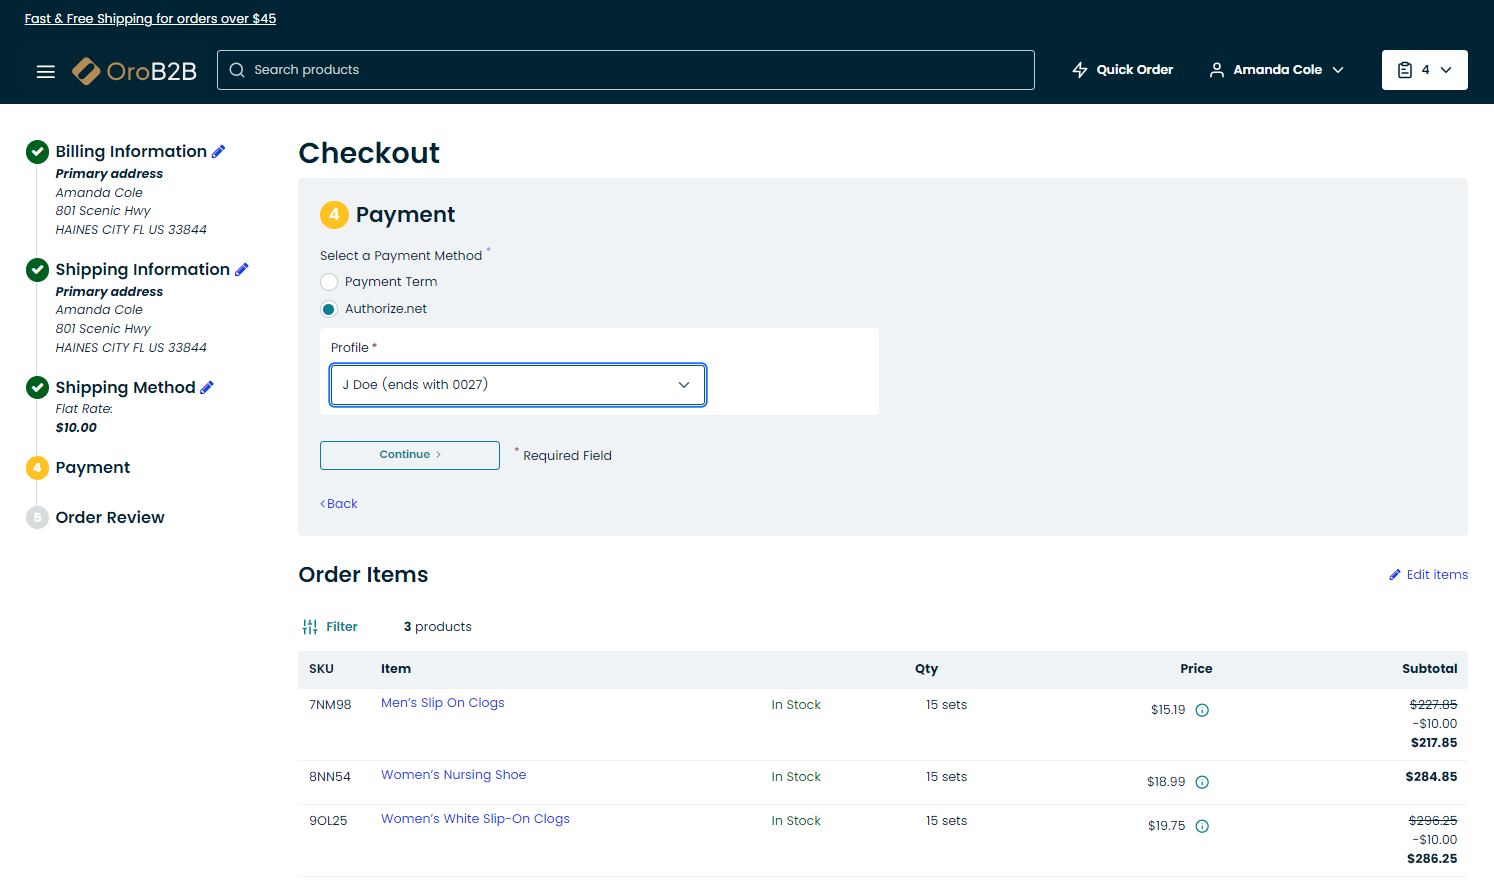 Fast & Free Shipping for orders over $45
OroB2B
Search products
Quick Order
Amanda Cole
4
Billing Information
Primary address
Amanda Cole
801 Scenic Hwy
HAINES CITY FL US 33844
Shipping Information
Primary address
Amanda Cole
801 Scenic Hwy
HAINES CITY FL US 33844
Shipping Method
Flat Rate:
$10.00
4 Payment
5 Order Review
Checkout
4 Payment
Select a Payment Method *
Payment Term
Authorize.net
Profile *
J Doe (ends with 0027)
Continue >
* Required Field
< Back
Order Items
Edit items
Filter
3 products
SKU Item Qty Price Subtotal
7NM98 Men's Slip On Clogs In Stock 15 sets $15.19 $227.85
-$10.00
$217.85
8NN54 Women's Nursing Shoe In Stock 15 sets $18.99 $284.85
9OL25 Women's White Slip-On Clogs In Stock 15 sets $19.75 $296.25
-$10.00
$286.25